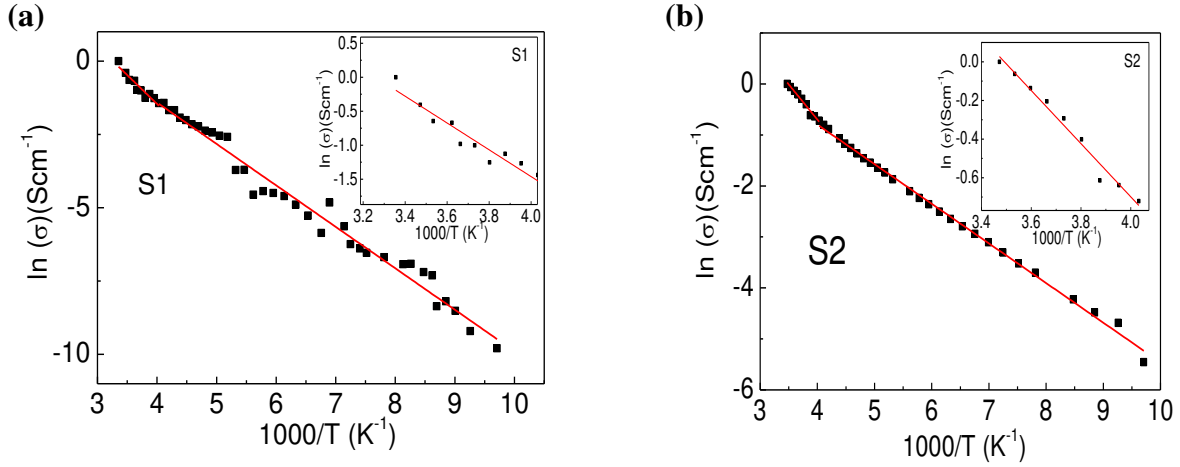 (a)
0
-5
-10
ln (σ)(Scm⁻¹)
3 4 5 6 7 8 9 10
1000/T (K⁻¹)
S1
S1
0.5
0.0
-0.5
-1.0
-1.5
ln (σ)(Scm⁻¹)
3.2 3.4 3.6 3.8 4.0
1000/T (K⁻¹)
(b)
0
-2
-4
-6
ln (σ)(Scm⁻¹)
3 4 5 6 7 8 9 10
1000/T (K⁻¹)
S2
S2
0.0
-0.2
-0.4
-0.6
ln (σ)(Scm⁻¹)
3.4 3.6 3.8 4.0
1000/T (K⁻¹)